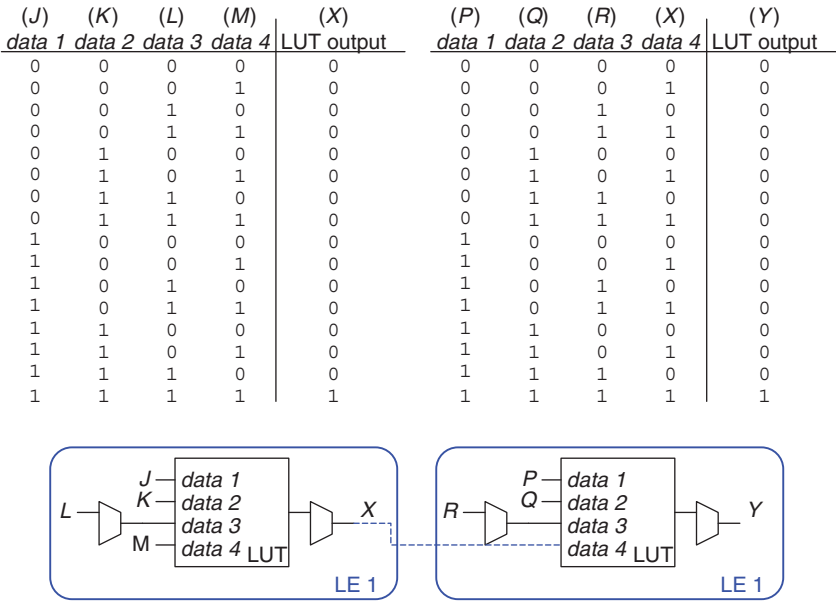 (J) (K) (L) (M) (X) (P) (Q) (R) (X) (Y)
data 1 data 2 data 3 data 4 LUT output data 1 data 2 data 3 data 4 LUT output
0 0 0 0 0 0 0 0 0 0
0 0 0 1 0 0 0 0 1 0
0 0 1 0 0 0 0 1 0 0
0 0 1 1 0 0 0 1 1 0
0 1 0 0 0 0 1 0 0 0
0 1 0 1 0 0 1 0 1 0
0 1 1 0 0 0 1 1 0 0
0 1 1 1 0 0 1 1 1 0
1 0 0 0 0 1 0 0 0 0
1 0 0 1 0 1 0 0 1 0
1 0 1 0 0 1 0 1 0 0
1 0 1 1 0 1 0 1 1 0
1 1 0 0 0 1 1 0 0 0
1 1 0 1 0 1 1 0 1 0
1 1 1 0 0 1 1 1 0 0
1 1 1 1 1 1 1 1 1 1
J data 1 P data 1
K data 2 Q data 2
L data 3 X R data 3 Y
M data 4 LUT data 4 LUT
LE 1 LE 1